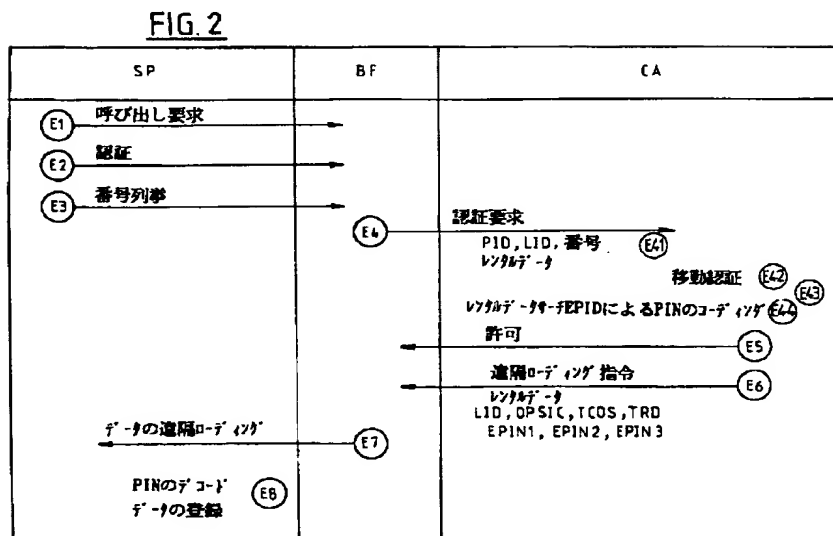 FIG. 2
SP
BF
CA
E1 呼び出し要求
E2 認証
E3 番号列挙
E4 認証要求
PID, LID, 番号 E41
レンタルデータ
移動認証 E42
E43
レンタルデータサーチEPIDによるPINのコーディング E44
許可 E5
遠隔ローディング指令 E6
レンタルデータ
LID, OPSIC, TCOS, TRD
EPIN1, EPIN2, EPIN3
データの遠隔ローディング E7
PINのデコード E8
データの登録